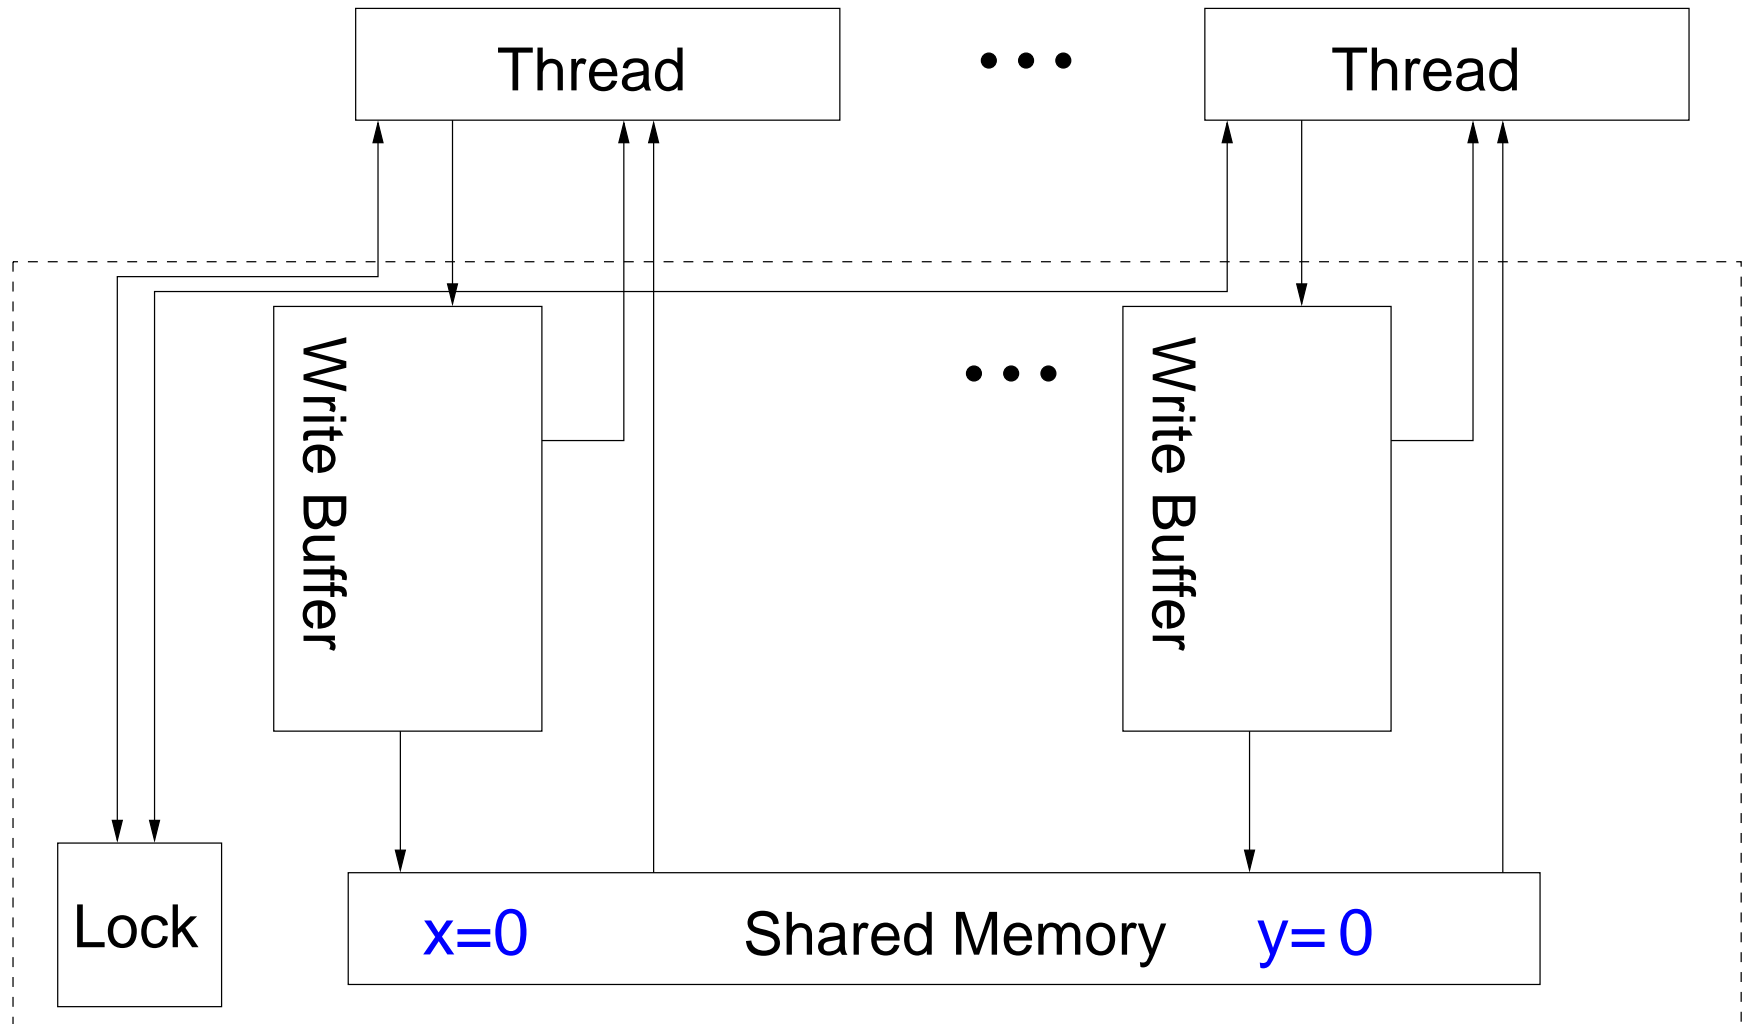 Thread
Thread
Write Buffer
Write Buffer
Lock
x=0
Shared Memory
y= 0